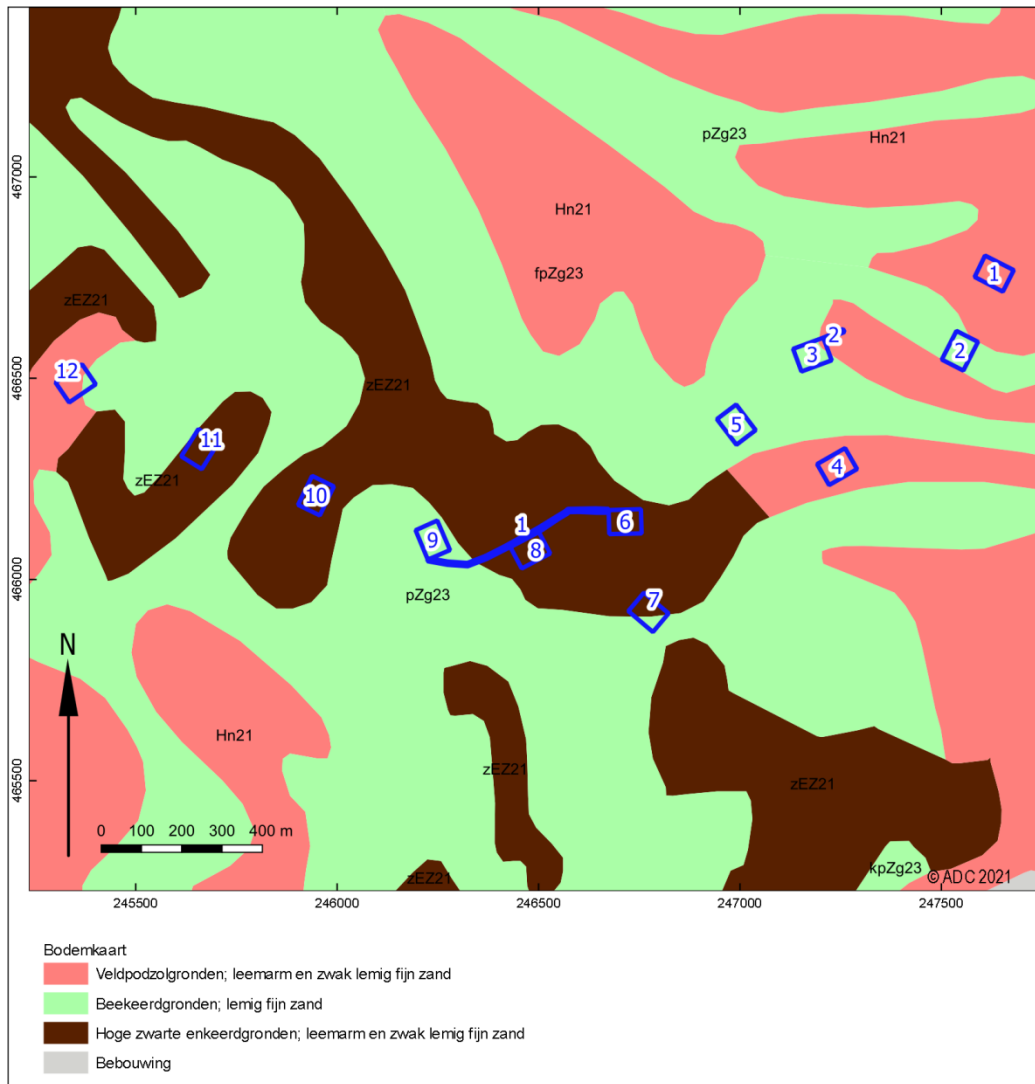 pZg23
Hn21
467000
Hn21
fpZg23
1
zEZ21
2
3
2
466500
12
zEZ21
5
11
4
zEZ21
10
1
6
9
8
466000
pZg23
7
N
Hn21
zEZ21
465500
zEZ21
0 100 200 300 400 m
kpZg23
zEZ21
© ADC 2021
245500 246000 246500 247000 247500
Bodemkaart
Veldpodzolgronden; leemarm en zwak lemig fijn zand
Beekeerdgronden; lemig fijn zand
Hoge zwarte enkeerdgronden; leemarm en zwak lemig fijn zand
Bebouwing